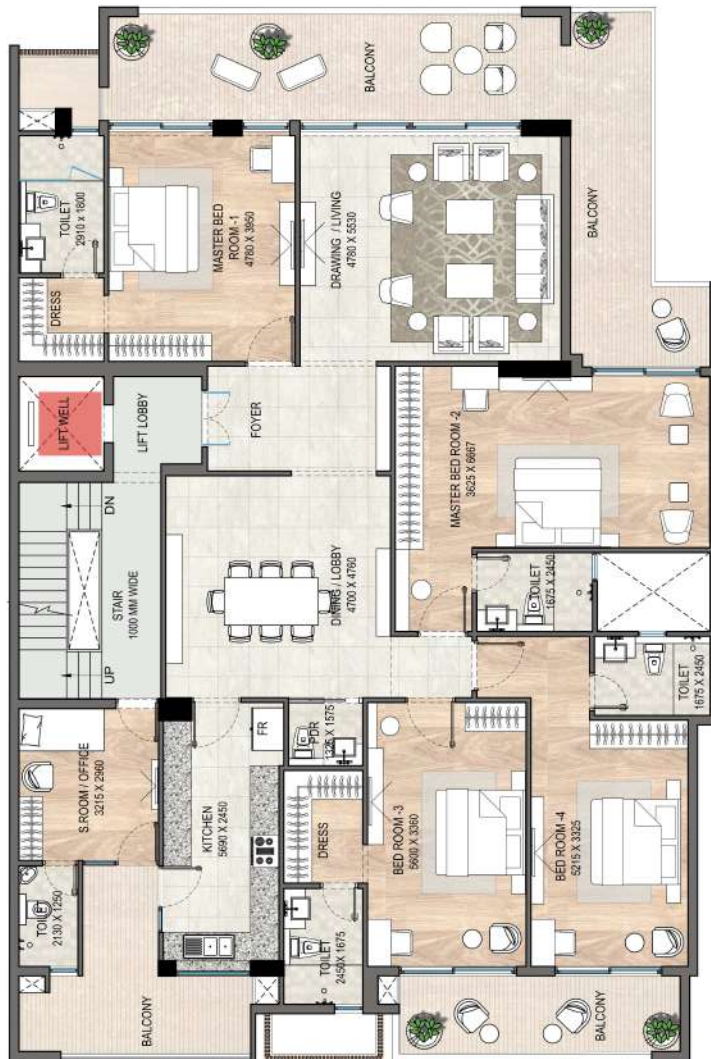 BALCONY
BALCONY
TOILET
2910 X 1800
MASTER BED
ROOM -1
4780 X 3950
DRAWING / LIVING
4780 X 5530
DRESS
LIFT WELL
LIFT LOBBY
FOYER
MASTER BED ROOM -2
3625 X 6667
DN
STAIR
1000 MM WIDE
UP
DINING / LOBBY
4700 X 4760
TOILET
1675 X 2450
TOILET
1675 X 2450
S.ROOM / OFFICE
3215 X 2960
FR
PDR
1325 X 1575
KITCHEN
5690 X 2450
DRESS
BED ROOM -3
5600 X 3360
BED ROOM -4
5215 X 3325
TOILET
2130 X 1250
TOILET
2450X 1675
BALCONY
BALCONY